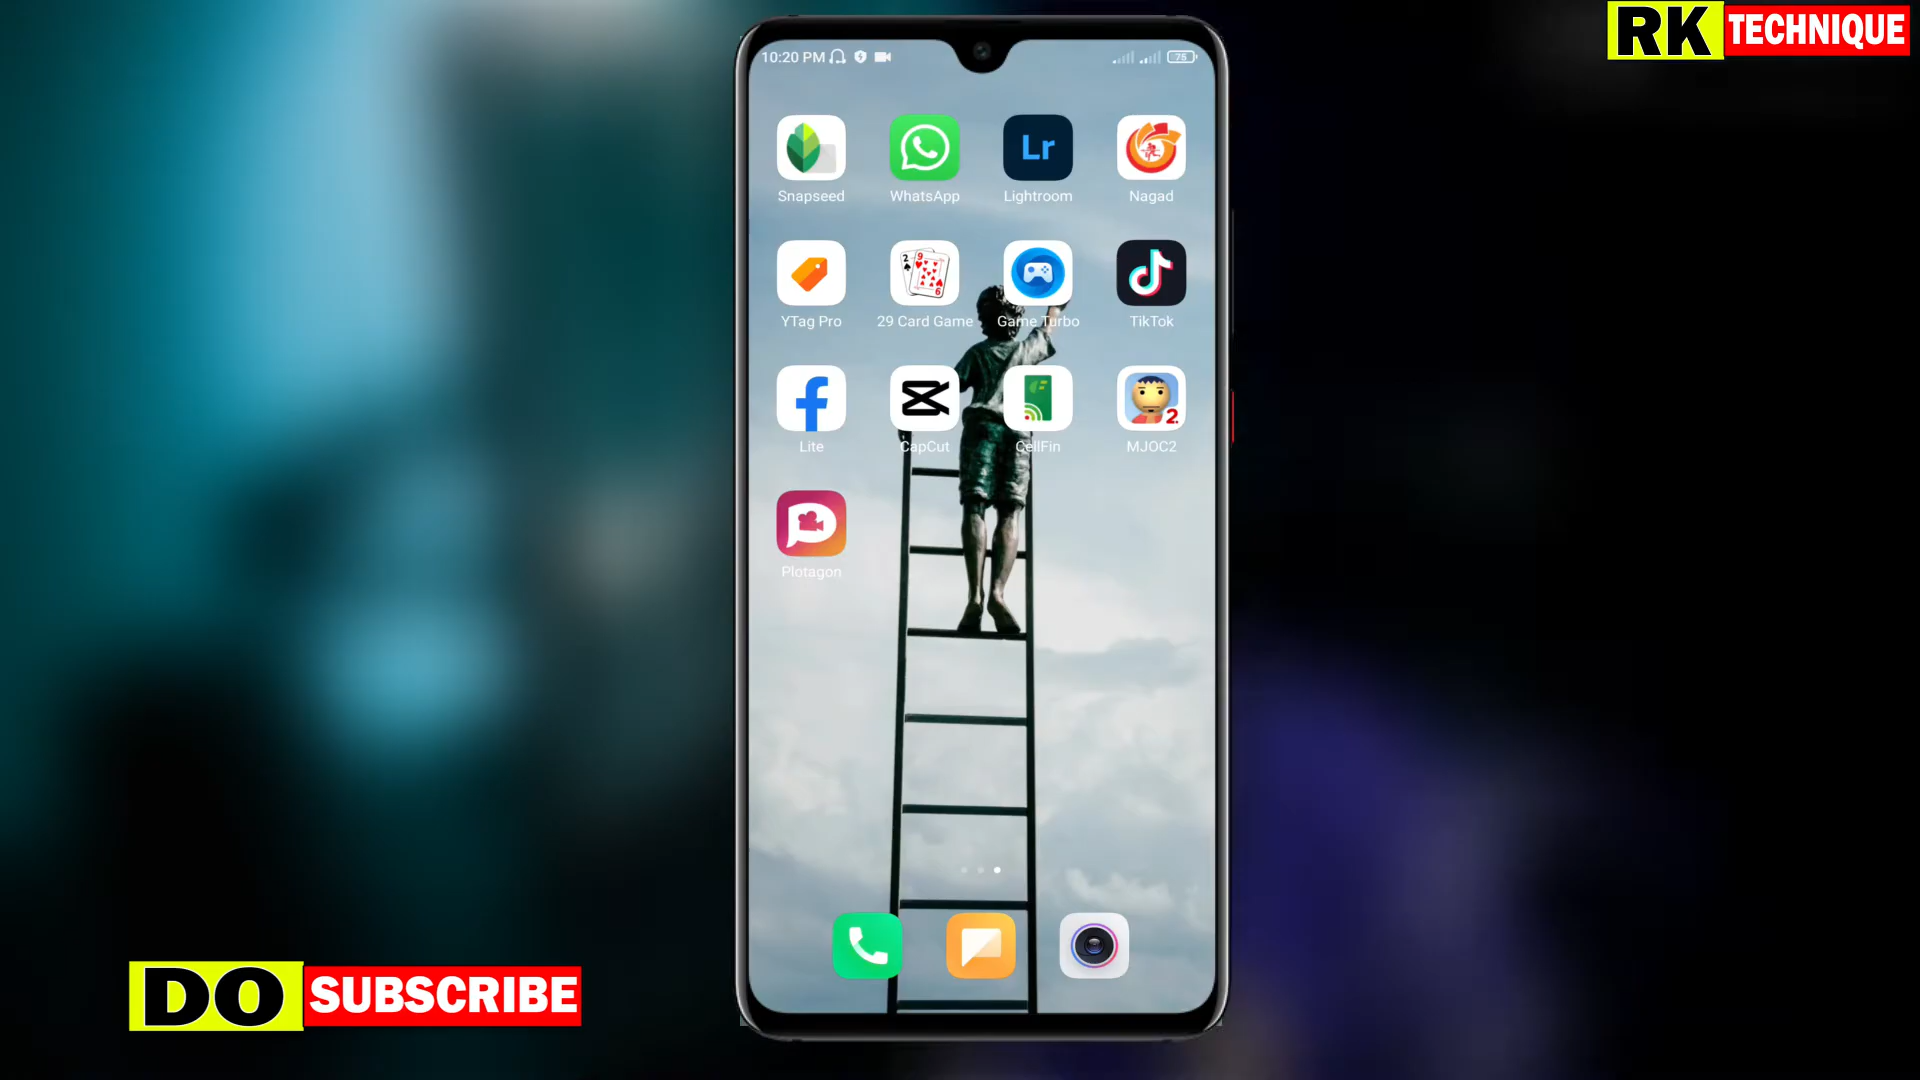 RK TECHNIQUE
10:20 PM 75
Snapseed WhatsApp Lr Lightroom Nagad
YTag Pro 29 Card Game Game Turbo TikTok
Lite CapCut CellFin 2. MJOC2
Plotagon
DO SUBSCRIBE